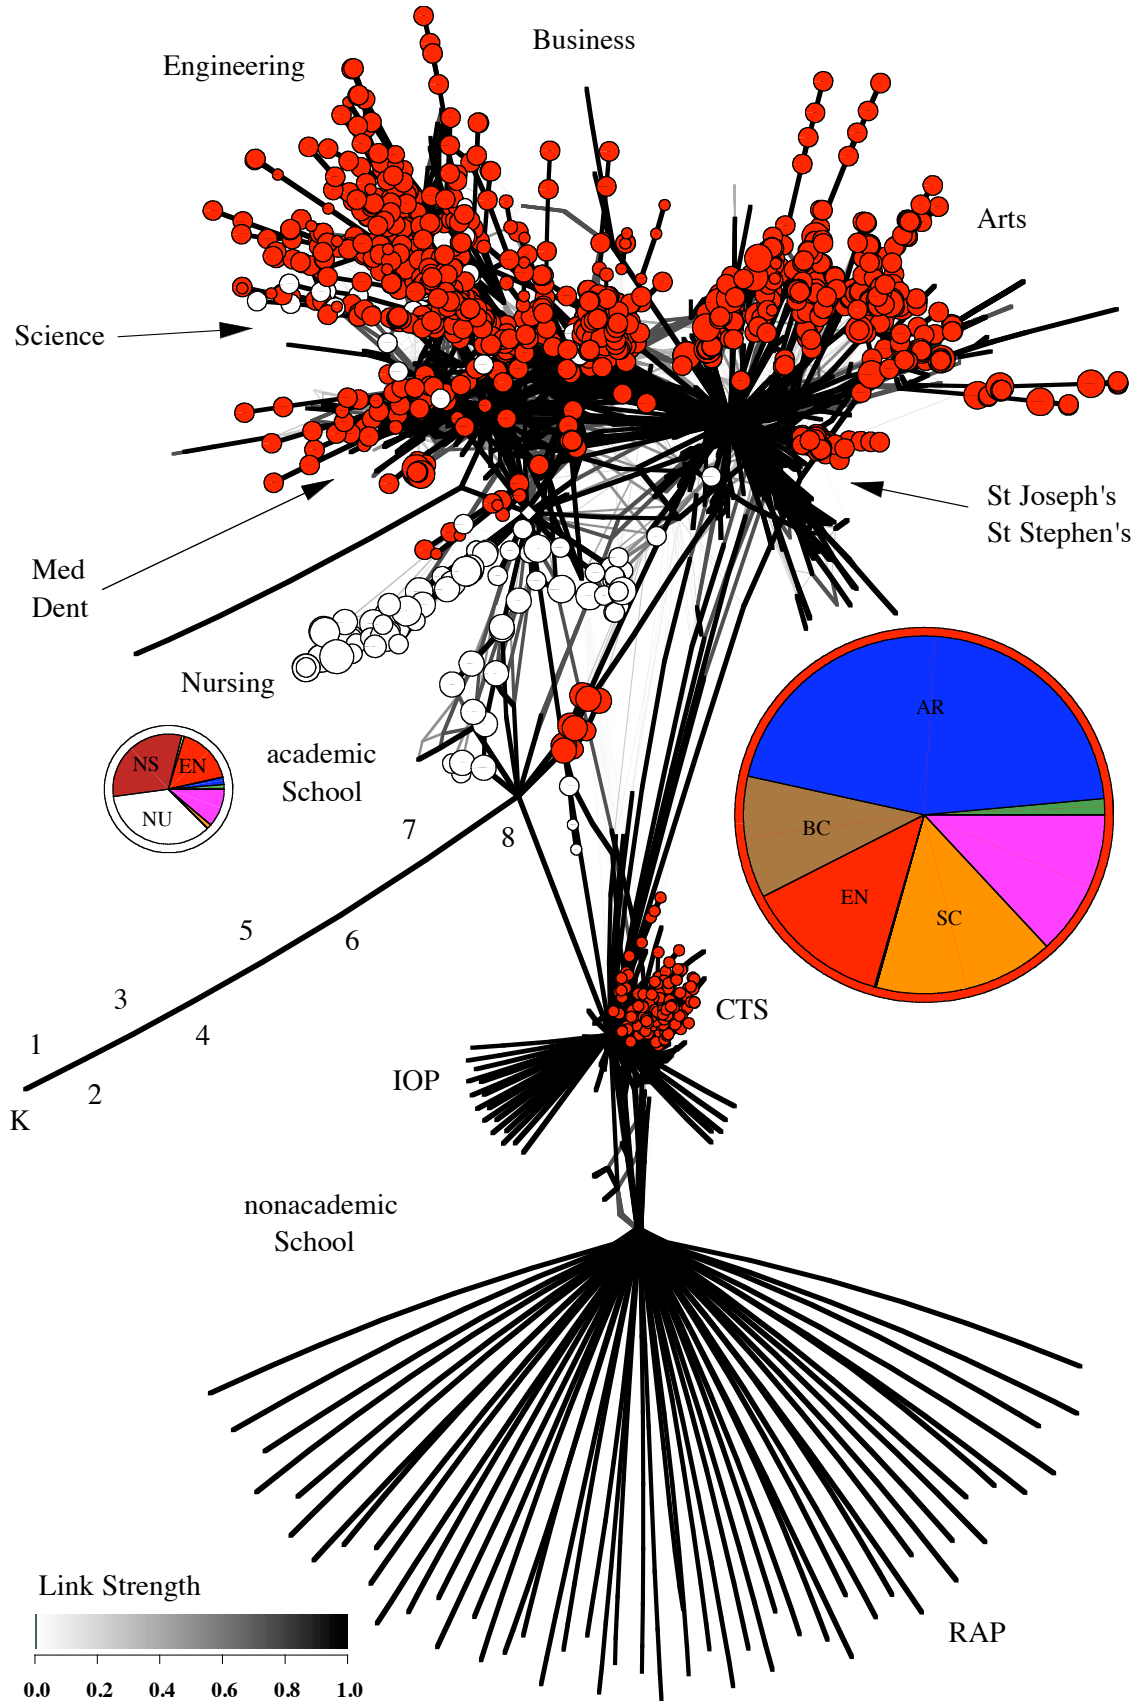 Business
Engineering
Arts
Science
St Joseph's
St Stephen's
Med
Dent
Nursing
AR
academic
School
NS
EN
NU
BC
7
8
EN
SC
5
6
3
CTS
4
1
IOP
2
K
nonacademic
School
Link Strength
RAP
0.0 0.2 0.4 0.6 0.8 1.0